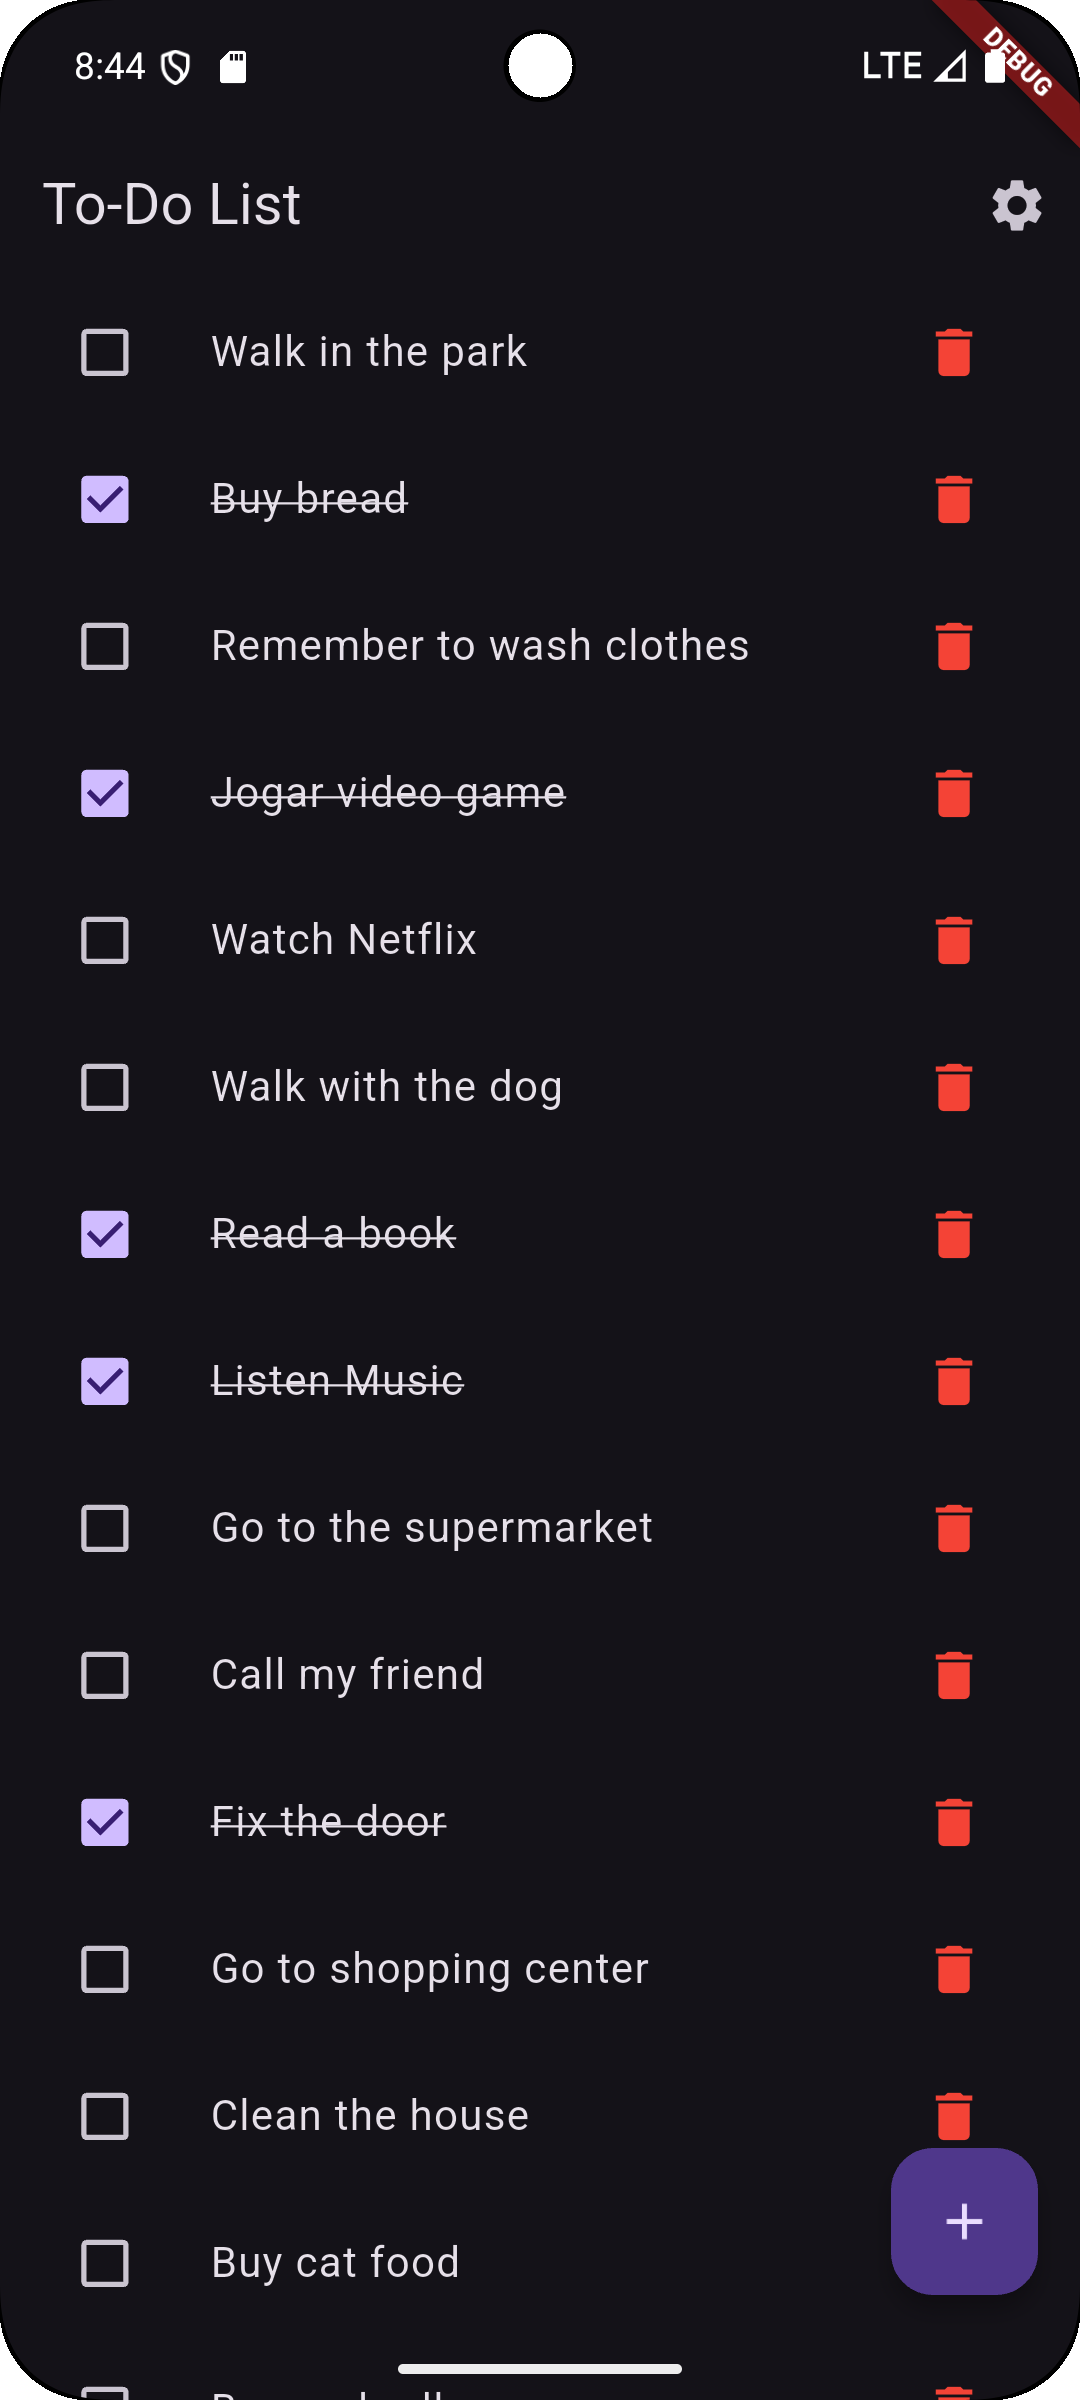 8:44
LTE
DEBUG
To-Do List
Walk in the park
Buy bread
Remember to wash clothes
Jogar video game
Watch Netflix
Walk with the dog
Read a book
Listen Music
Go to the supermarket
Call my friend
Fix the door
Go to shopping center
Clean the house
Buy cat food